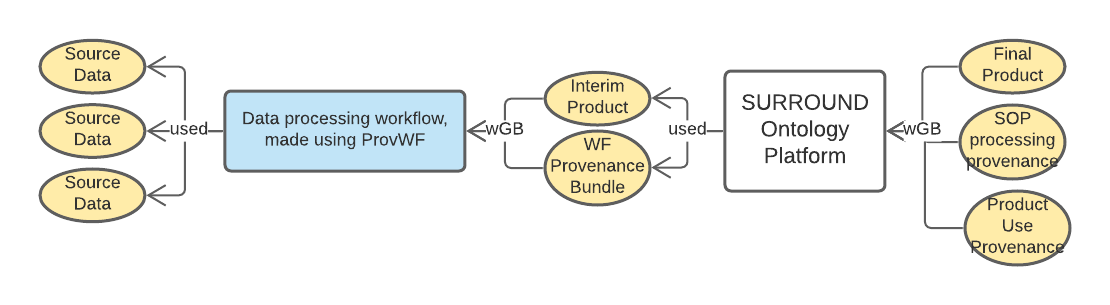 Source
Data
Source
Data
Source
Data
used
Data processing workflow,
made using ProvWF
wGB
Interim
Product
WF
Provenance
Bundle
used
SURROUND
Ontology
Platform
wGB
Final
Product
SOP
processing
provenance
Product
Use
Provenance